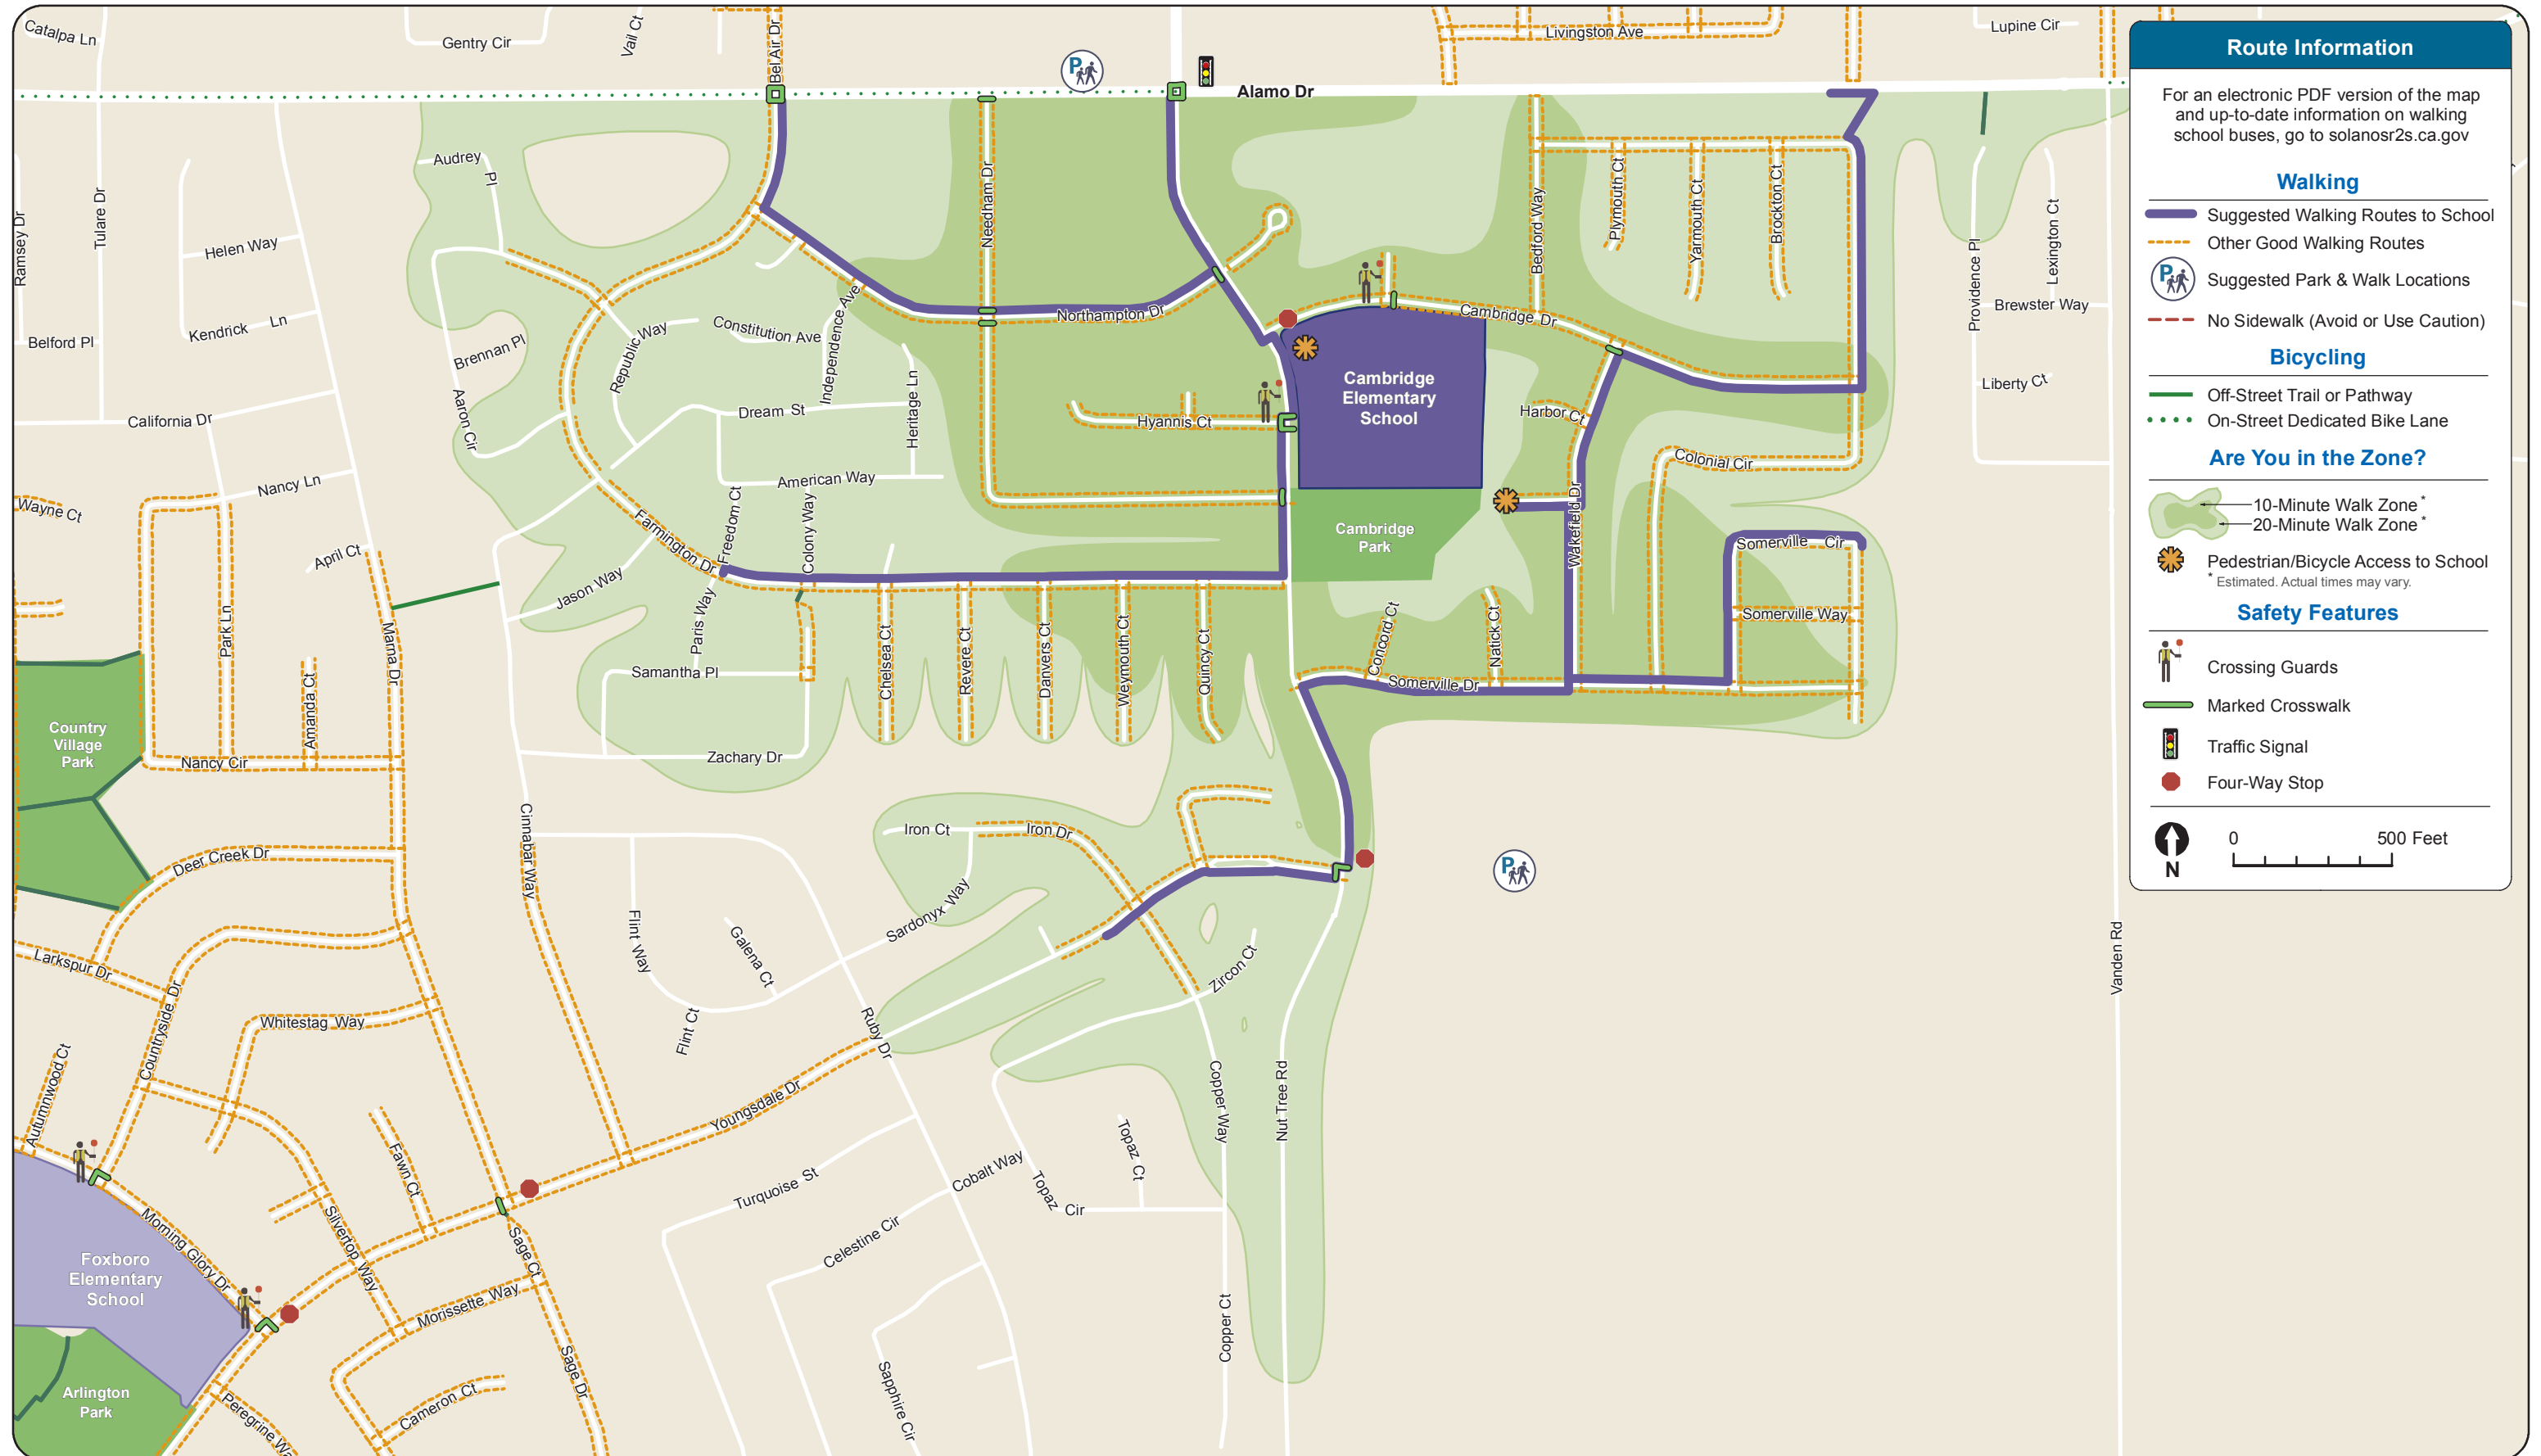 Catalpa Ln
Gentry Cir
Vail Ct
Bel Air Dr
Livingston Ave
Lupine Cir
Alamo Dr
Audrey
Pl
Ramsey Dr
Tulare Dr
Helen Way
Kendrick Ln
Belford Pl
California Dr
Nancy Ln
Wayne Ct
April Ct
Brennan Pl
Aaron Cir
Republic Way
Constitution Ave
Independence Ave
Dream St
Heritage Ln
American Way
Freedom Ct
Colony Way
Farmington Dr
Jason Way
Paris Way
Samantha Pl
Zachary Dr
Needham Dr
Northampton Dr
Hyannis Ct
Cambridge
Elementary
School
Cambridge
Park
Cambridge Dr
Bedford Way
Plymouth Ct
Yarmouth Ct
Brockton Ct
Harbor Ct
Colonial Cir
Wakefield Dr
Somerville Cir
Somerville Way
Somerville Dr
Concord Ct
Natick Ct
Chelsea Ct
Revere Ct
Danvers Ct
Weymouth Ct
Quincy Ct
Providence Pl
Lexington Ct
Brewster Way
Liberty Ct
Vanden Rd
Park Ln
Amanda Ct
Mama Dr
Country
Village
Park
Nancy Cir
Deer Creek Dr
Larkspur Dr
Countryside Dr
Whitestag Way
Autumnwood Ct
Fawn Ct
Silvertop Way
Morning Glory Dr
Foxboro
Elementary
School
Arlington
Park
Peregrine Wa
Cameron Ct
Morissette Way
Sage Ct
Sage Dr
Cinnabar Way
Flint Way
Flint Ct
Galena Ct
Iron Ct
Iron Dr
Sardonyx Way
Ruby Dr
Youngsdale Dr
Turquoise St
Cobalt Way
Celestine Cir
Sapphire Cir
Topaz Cir
Topaz Ct
Zircon Ct
Copper Way
Copper Ct
Nut Tree Rd
Route Information
For an electronic PDF version of the map
and up-to-date information on walking
school buses, go to solanosr2s.ca.gov
Walking
Suggested Walking Routes to School
Other Good Walking Routes
P
Suggested Park & Walk Locations
No Sidewalk (Avoid or Use Caution)
Bicycling
Off-Street Trail or Pathway
On-Street Dedicated Bike Lane
Are You in the Zone?
10-Minute Walk Zone *
20-Minute Walk Zone *
Pedestrian/Bicycle Access to School
* Estimated. Actual times may vary.
Safety Features
Crossing Guards
Marked Crosswalk
Traffic Signal
Four-Way Stop
0 500 Feet
N
P
P